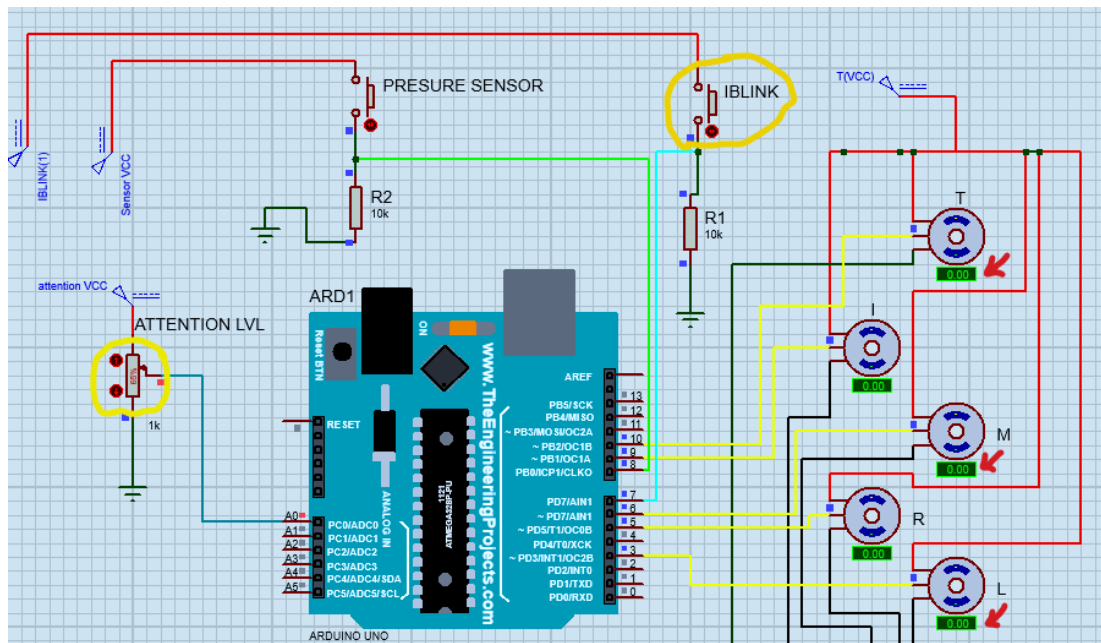 PRESURE SENSOR
IBLINK
T(VCC)
IBLINK(1)
Sensor VCC
R2
10k
R1
10k
T
0.00
attention VCC
ATTENTION LVL
65%
1k
ARD1
Reset BTN
ON
www.TheEngineeringProjects.com
I
0.00
AREF
13
PB5/SCK
12
PB4/MISO
11
~ PB3/MOSI/OC2A
10
~ PB2/OC1B
9
~ PB1/OC1A
8
PB0/ICP1/CLKO
RESET
M
0.00
1121
ATMEGA328P-PU
ANALOG IN
7
PD7/AIN1
6
~ PD7/AIN1
5
~ PD5/T1/OC0B
4
PD4/T0/XCK
3
~ PD3/INT1/OC2B
2
PD2/INT0
1
PD1/TXD
0
PD0/RXD
A0
PC0/ADC0
A1
PC1/ADC1
A2
PC2/ADC2
A3
PC3/ADC3
A4
PC4/ADC4/SDA
A5
PC5/ADC5/SCL
R
0.00
L
0.00
ARDUINO UNO